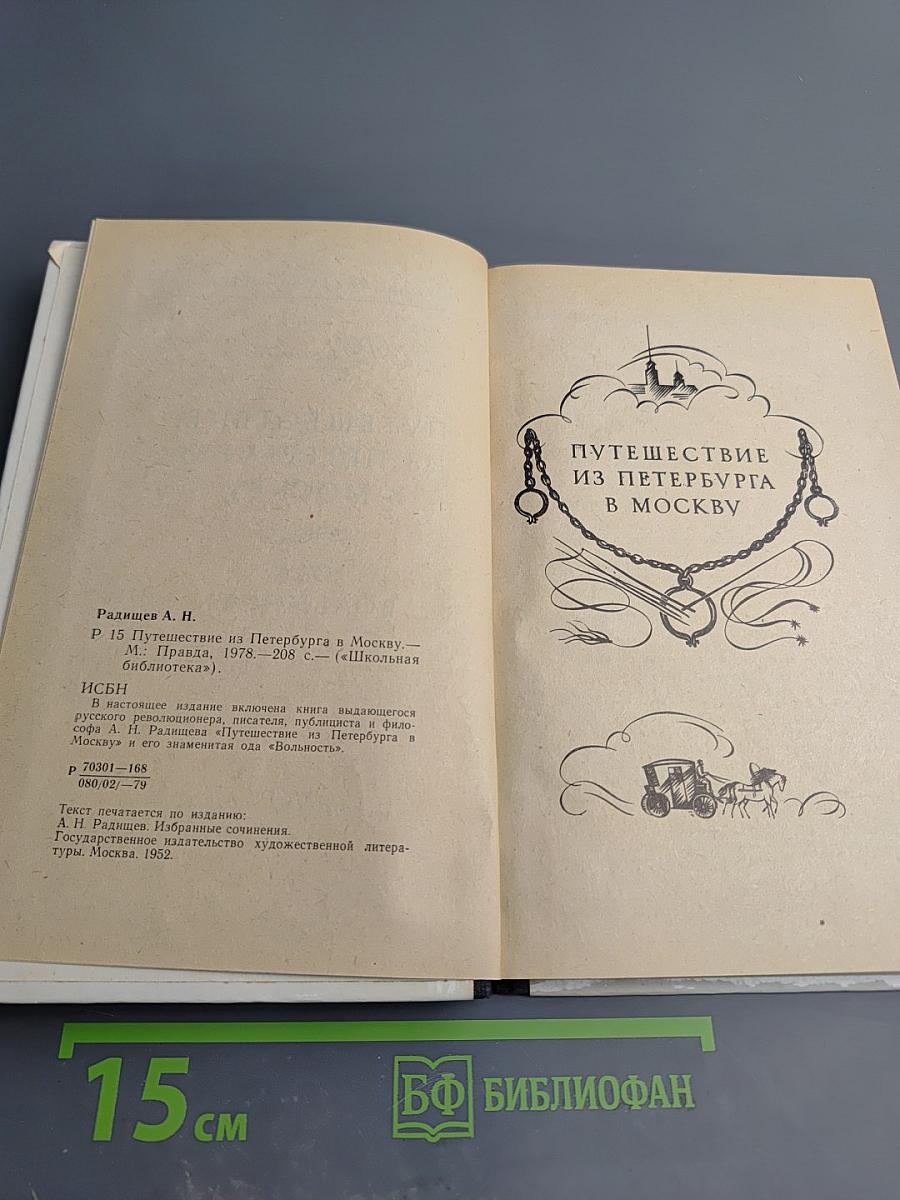 Радищев А. Н.
Р 15 Путешествие из Петербурга в Москву.—
М.: Правда, 1978.—208 с.— («Школьная
библиотека»).
ИСБН
В настоящее издание включена книга выдающегося
русского революционера, писателя, публициста и фило-
софа А. Н. Радищева «Путешествие из Петербурга в
Москву» и его знаменитая ода «Вольность».
Р 70301—168
080/02/—79
Текст печатается по изданию:
А. Н. Радищев. Избранные сочинения.
Государственное издательство художественной литера-
туры. Москва. 1952.
ПУТЕШЕСТВИЕ
ИЗ ПЕТЕРБУРГА
В МОСКВУ
15 см
БФ БИБЛИОФАН